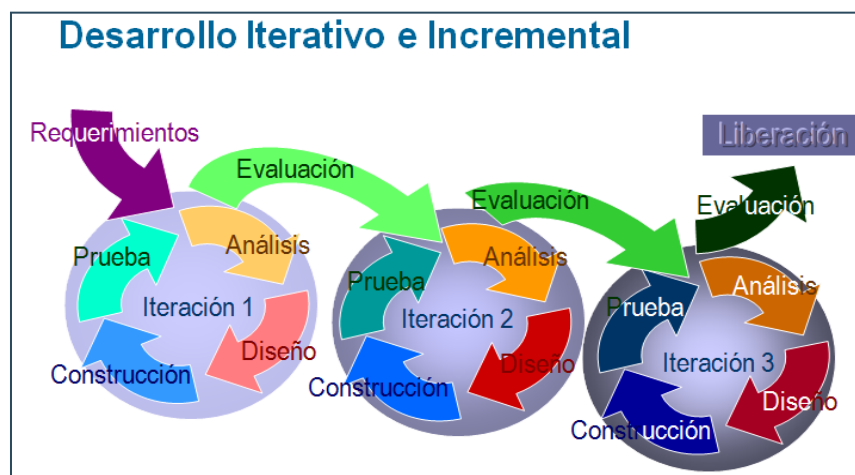 Desarrollo Iterativo e Incremental
Requerimientos
Evaluación
Análisis
Prueba
Iteración 1
Diseño
Construcción
Evaluación
Análisis
Prueba
Iteración 2
Diseño
Construcción
Liberación
Evaluación
Análisis
Prueba
Iteración 3
Diseño
Construcción